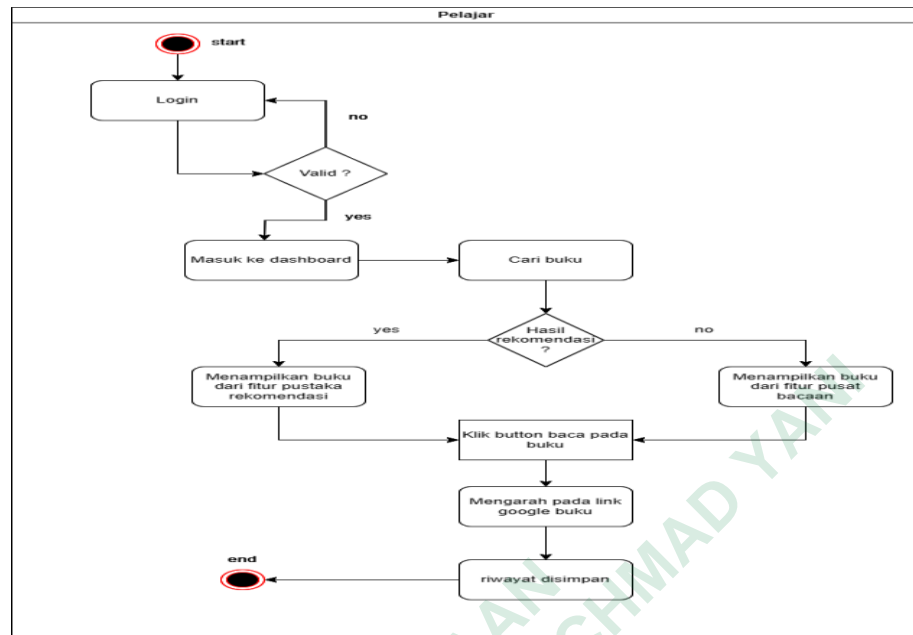 Pelajar
start
Login
no
Valid ?
yes
Masuk ke dashboard
Cari buku
yes
Hasil
rekomendasi
?
no
Menampilkan buku
dari fitur pustaka
rekomendasi
Menampilkan buku
dari fitur pusat
bacaan
Klik button baca pada
buku
Mengarah pada link
google buku
end
riwayat disimpan
CHMAD YANI